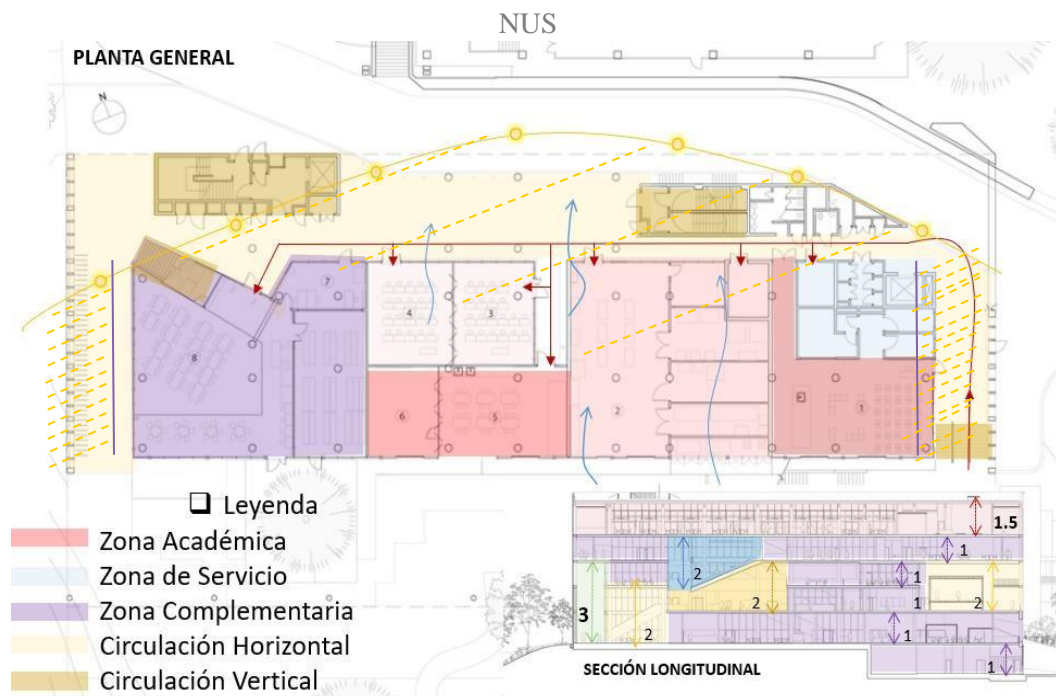 NUS
PLANTA GENERAL
N
7
4
3
8
6
5
2
1
Leyenda
Zona Académica
Zona de Servicio
Zona Complementaria
Circulación Horizontal
Circulación Vertical
1.5
1
2
1
3
2
1
2
2
1
1
SECCIÓN LONGITUDINAL